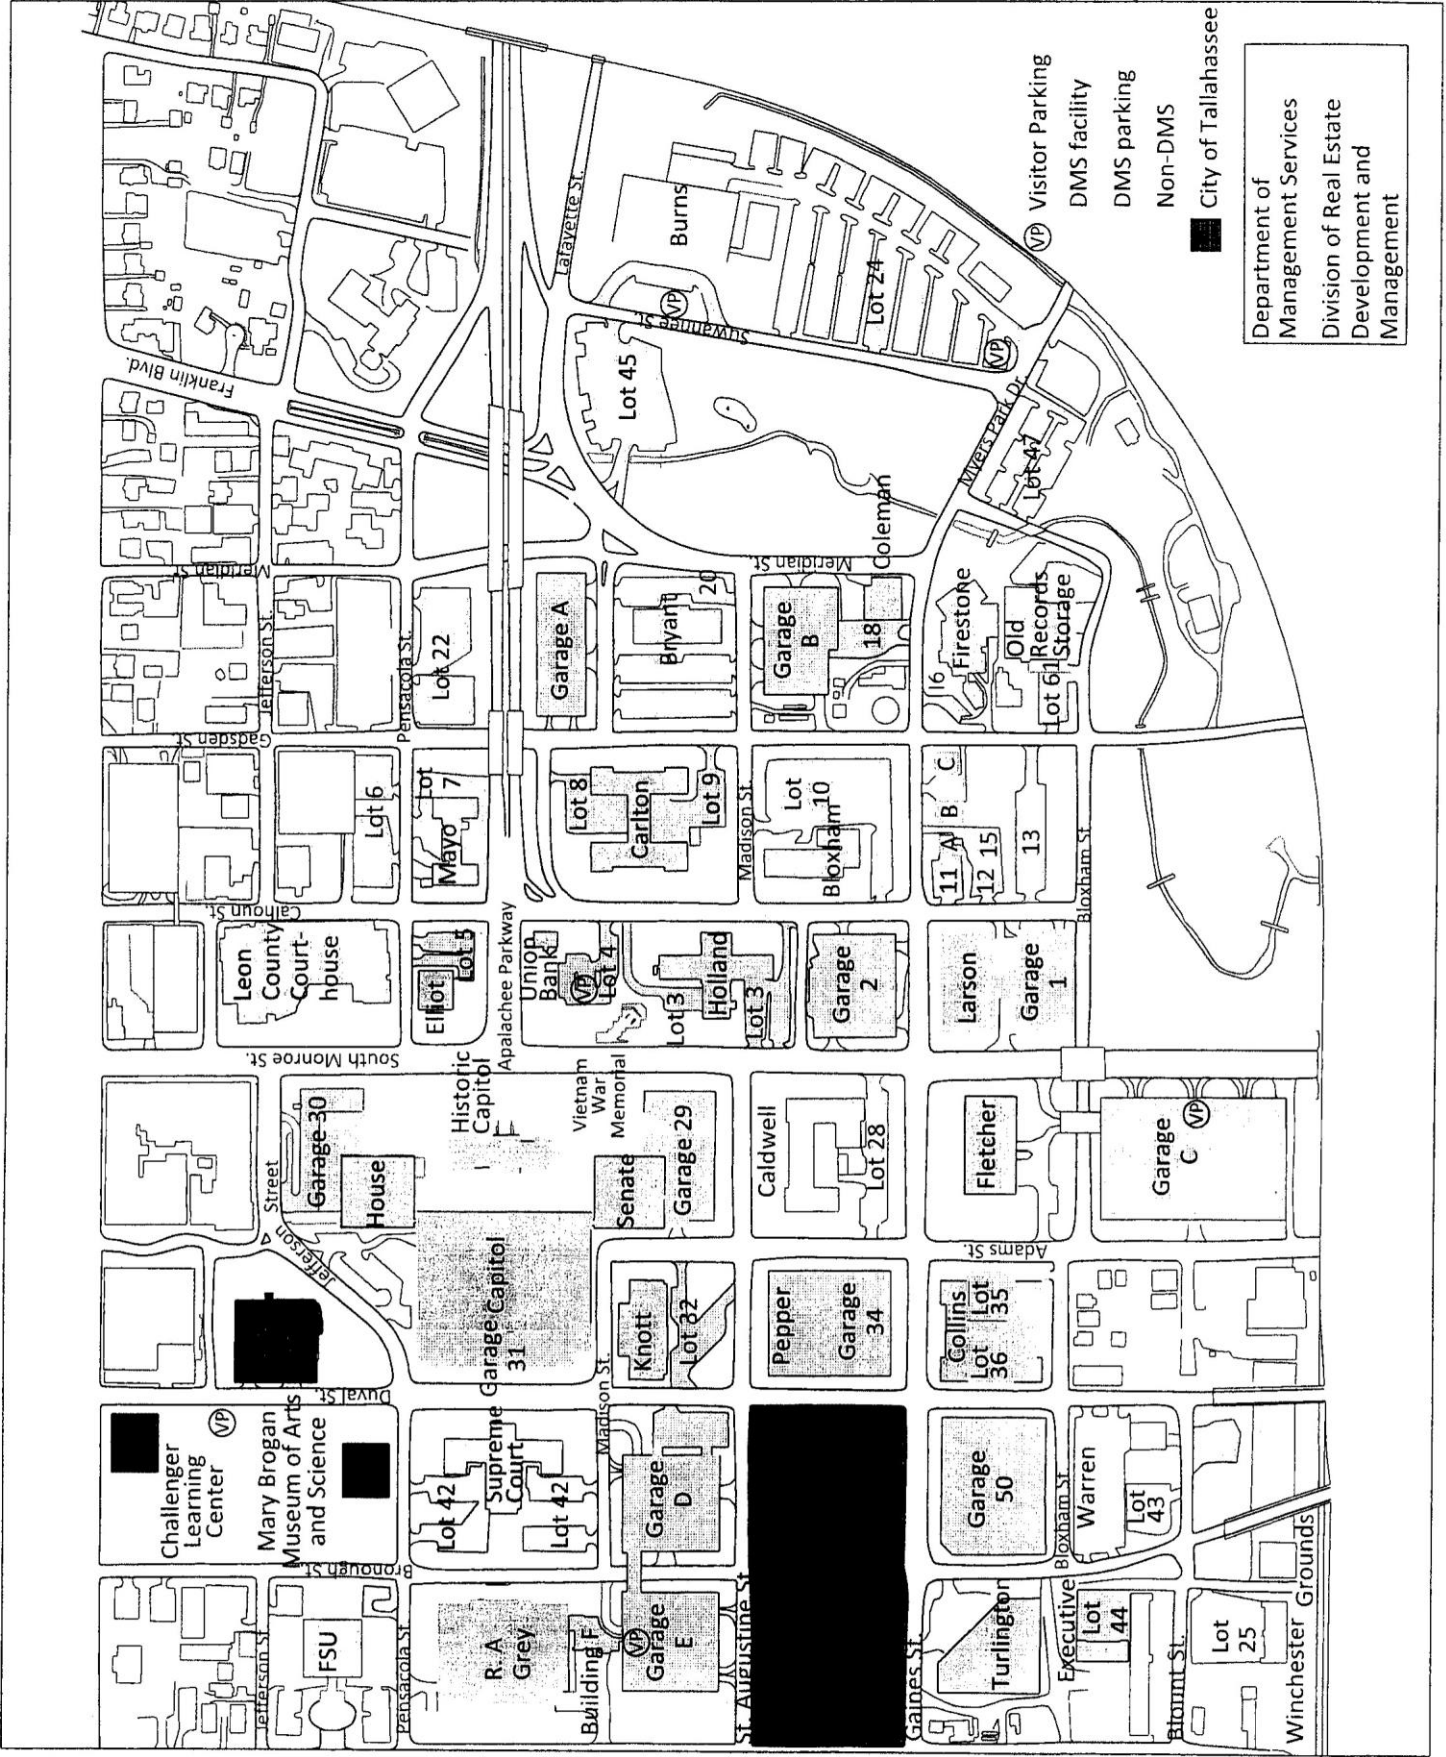 Franklin Blvd.
Lafayette St.
Burns
VP
Suwannee St.
Lot 45
Lot 24
VP
Myers Park Dr.
Lot 47
VP Visitor Parking
DMS facility
DMS parking
Non-DMS
City of Tallahassee
Department of
Management Services
Division of Real Estate
Development and
Management
Meridian St.
Jefferson St.
Pensacola St.
Lot 22
Garage A
Bryant
20
Meridian St.
Coleman
Garage
B
18
16
Firestone
Old
Records
Storage
Lot 61
Gadsden St.
Lot 6
Lot
7
Mayo
Lot 8
Carlton
Lot 9
Madison St.
Lot
10
Bloxham
C
B
A
11
12
15
13
Bloxham St
Calhoun St.
Leon
County
Court-
house
Elliot
Lot 5
Apalachee Parkway
Union
Bank
VP
Lot 4
Lot 3
Holland
Lot 3
Garage
2
Larson
Garage
1
South Monroe St.
Jefferson
Street
Garage 30
House
Historic
Capitol
Vietnam
War
Memorial
Senate
Garage 29
Caldwell
Lot 28
Fletcher
Garage
C
VP
Adams St.
Capitol
Garage
31
Madison St.
Knott
Lot 32
Pepper
Garage
34
Collins
Lot
35
Lot
36
Duval St.
Challenger
Learning
Center
VP
Mary Brogan
Museum of Arts
and Science
Supreme
Court
Lot 42
Lot 42
Garage
D
Garage
50
Bloxham St
Warren
Lot
43
Bronough St.
Jefferson St
FSU
Pensacola St
R. A
Grey
Building F
VP
Garage
E
St. Augustine St
Gaines St.
Turlington
Executive
Lot
44
Blount St.
Lot
25
Winchester
Grounds